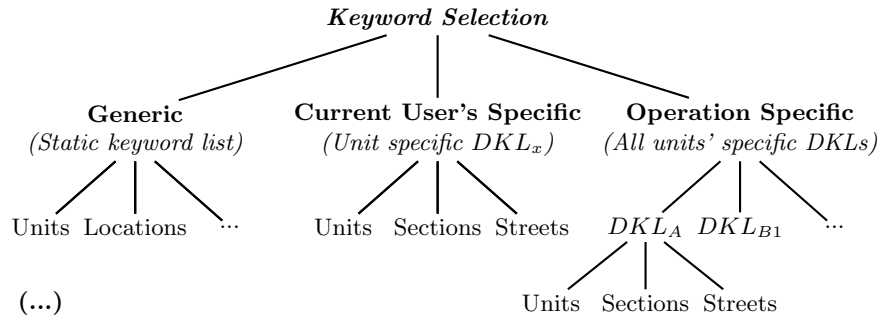 Keyword Selection
Generic Current User's Specific Operation Specific
(Static keyword list) (Unit specific DKLₓ) (All units' specific DKLs)
Units Locations ... Units Sections Streets DKL_A DKL_B1 ...
(...) Units Sections Streets